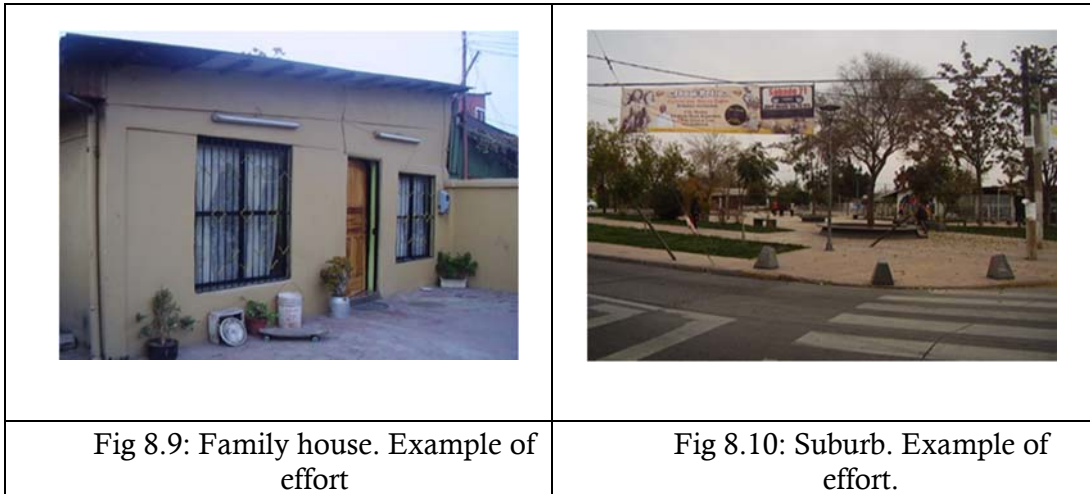 Sabado 11
Fig 8.9: Family house. Example of
effort
Fig 8.10: Suburb. Example of
effort.